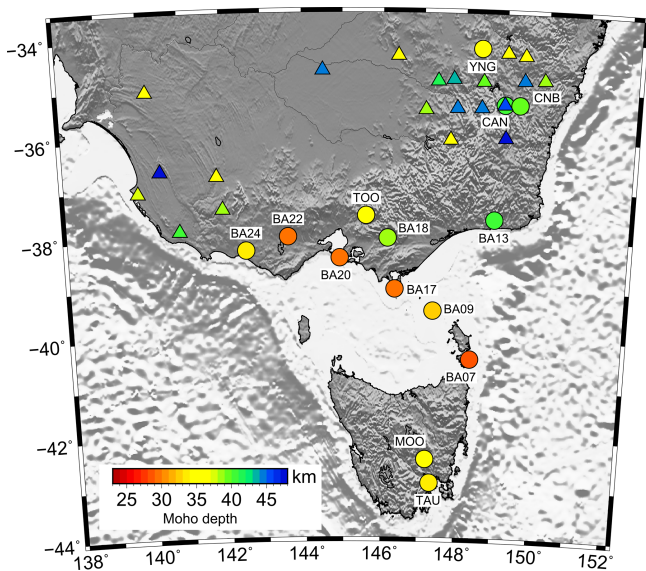 −34˚
−36˚
−38˚
−40˚
−42˚
−44˚
YNG
CNB
CAN
TOO
BA22
BA24
BA18
BA13
BA20
BA17
BA09
BA07
MOO
TAU
km
25 35 40 45
Moho depth
138˚ 140˚ 142˚ 144˚ 146˚ 148˚ 150˚ 152˚